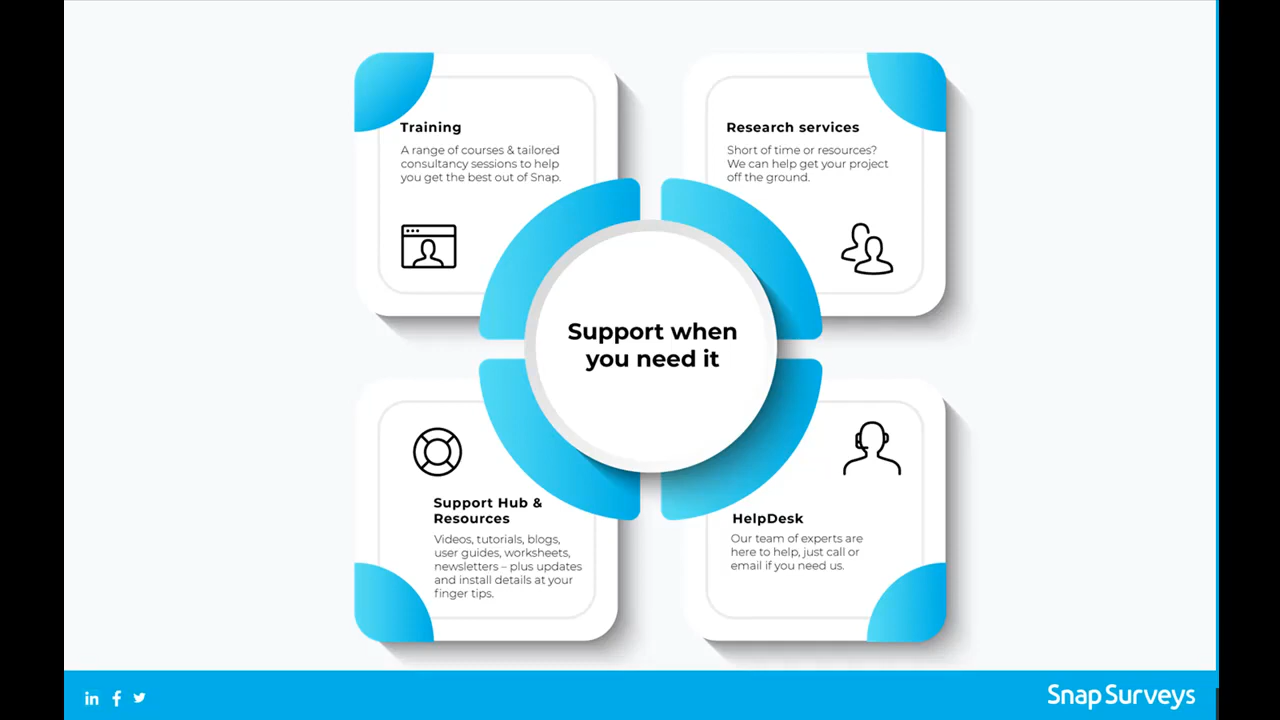 Training
A range of courses & tailored
consultancy sessions to help
you get the best out of Snap.
Research services
Short of time or resources?
We can help get your project
off the ground.
Support when
you need it
Support Hub &
Resources
Videos, tutorials, blogs,
user guides, worksheets,
newsletters – plus updates
and install details at your
finger tips.
HelpDesk
Our team of experts are
here to help, just call or
email if you need us.
in f
Snap Surveys